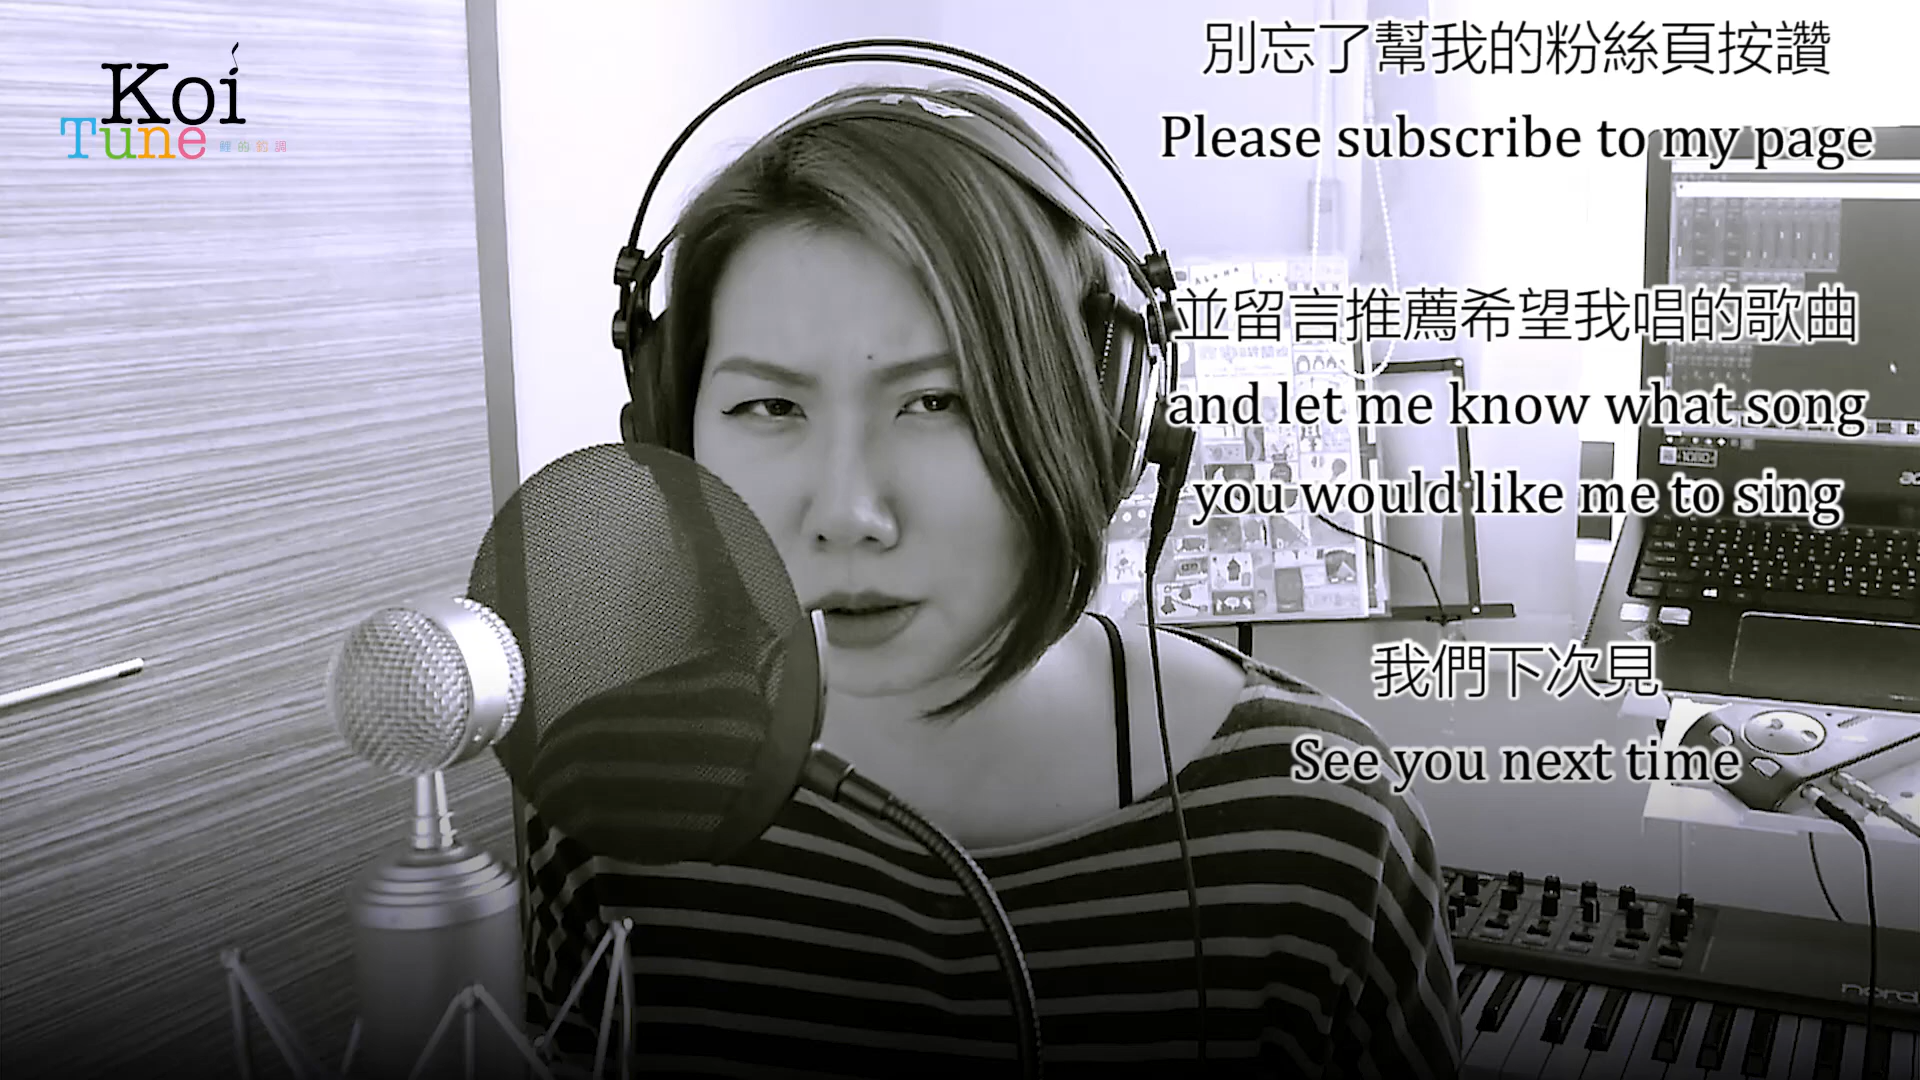 Koi
Tune 鯉的釣調
別忘了幫我的粉絲頁按讚
Please subscribe to my page
並留言推薦希望我唱的歌曲
and let me know what song
you would like me to sing
我們下次見
See you next time
nord